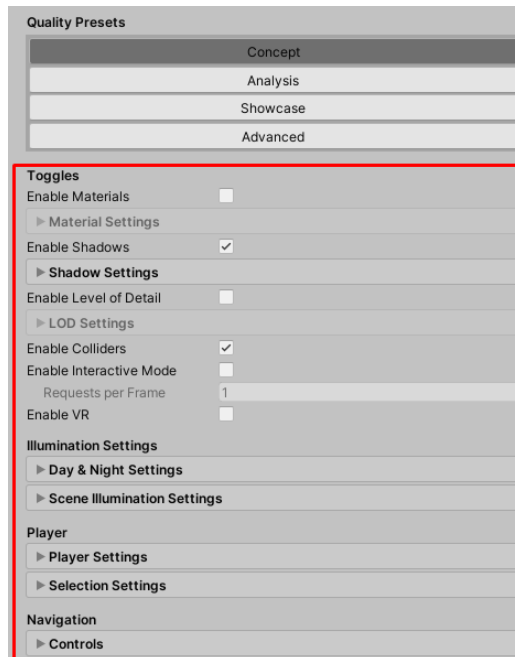 Quality Presets
Concept
Analysis
Showcase
Advanced
Toggles
Enable Materials
Material Settings
Enable Shadows
Shadow Settings
Enable Level of Detail
LOD Settings
Enable Colliders
Enable Interactive Mode
Requests per Frame 1
Enable VR
Illumination Settings
Day & Night Settings
Scene Illumination Settings
Player
Player Settings
Selection Settings
Navigation
Controls